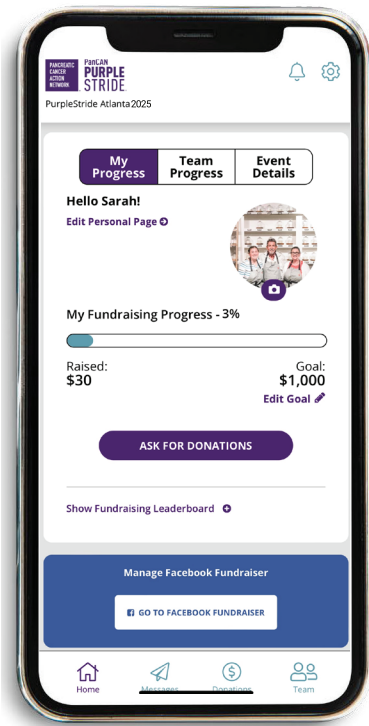 PANCREATIC
CANCER
ACTION
NETWORK
PanCAN
PURPLE
STRIDE
PurpleStride Atlanta 2025
My Progress
Team Progress
Event Details
Hello Sarah!
Edit Personal Page
My Fundraising Progress - 3%
Raised:
$30
Goal:
$1,000
Edit Goal
ASK FOR DONATIONS
Show Fundraising Leaderboard
Manage Facebook Fundraiser
GO TO FACEBOOK FUNDRAISER
Home
Messages
Donations
Team